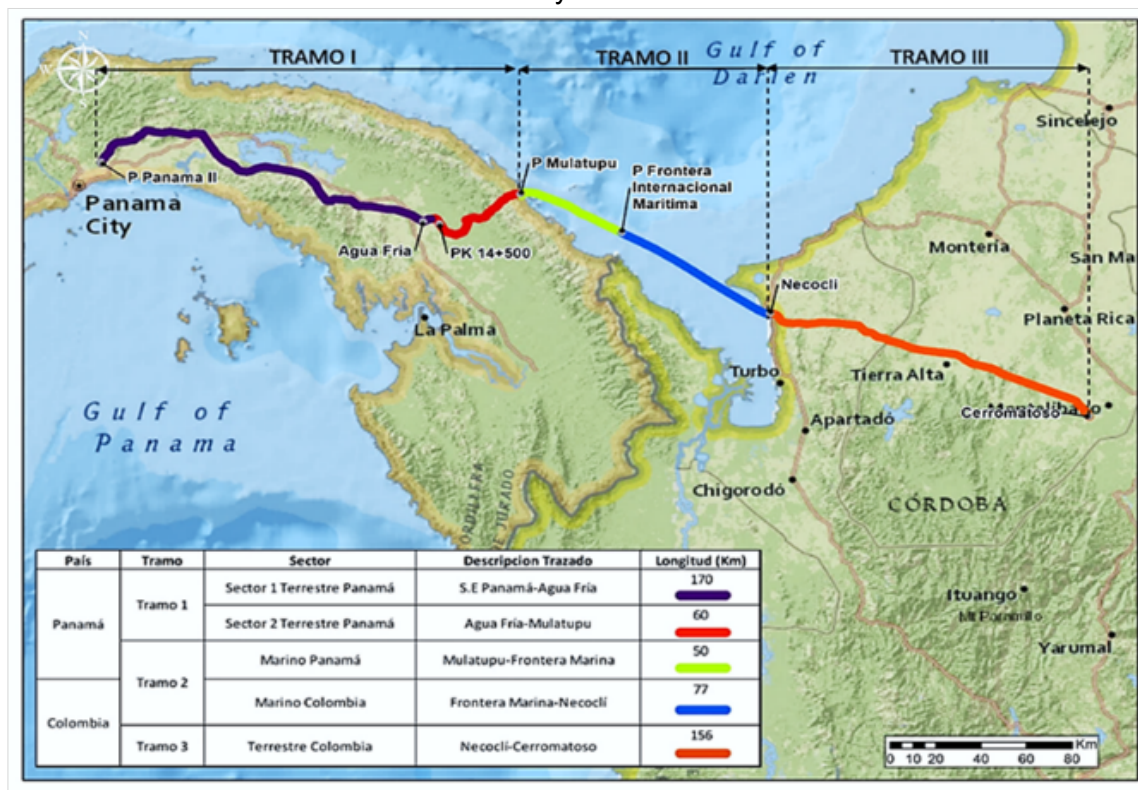 N
W
S
TRAMO I
TRAMO II
TRAMO III
Gulf of
Darien
Sincelejo
P Mulatupu
P Frontera
Internacional
Marítima
P Panama II
Panama
City
Agua Fria
PK 14+500
Montería
San Ma
Necocli
Planeta Rica
La Palma
Turbo
Tierra Alta
Cerromatoso
Apartadó
Gulf of
Panama
Chigorodó
CÓRDOBA
Ituango
Mt Paramillo
Yarumal
País Tramo Sector Descripcion Trazado Longitud (Km)
Panamá Tramo 1 Sector 1 Terrestre Panamá S.E Panamá-Agua Fría 170
Sector 2 Terrestre Panamá Agua Fría-Mulatupu 60
Tramo 2 Marino Panamá Mulatupu-Frontera Marina 50
Colombia Marino Colombia Frontera Marina-Necoclí 77
Tramo 3 Terrestre Colombia Necoclí-Cerromatoso 156
Km
0 10 20 40 60 80